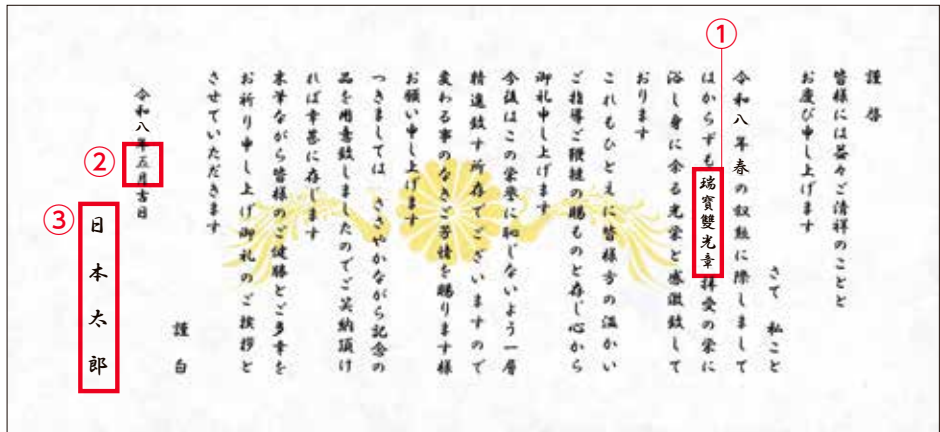 謹啓
皆様には益々ご清祥のことと
お慶び申し上げます
さて 私こと
令和八年春の叙勲に際しまして
はからずも瑞寶雙光章拝受の栄に
浴し身に余る光栄と感激致して
おります
これもひとえに皆様方の温かい
ご指導ご鞭撻の賜ものと存じ心から
御礼申し上げます
今後はこの栄誉に恥じないよう一層
精進致す所存でございますので
変わる事のなきご芳情を賜ります様
お願い申し上げます
つきましては ささやかながら記念の
品を用意致しましたのでご笑納頂け
れば幸甚に存じます
末筆ながら皆様のご健勝とご多幸を
お祈り申し上げ御礼のご挨拶と
させていただきます
謹白
令和八年五月吉日
日本太郎
①
②
③